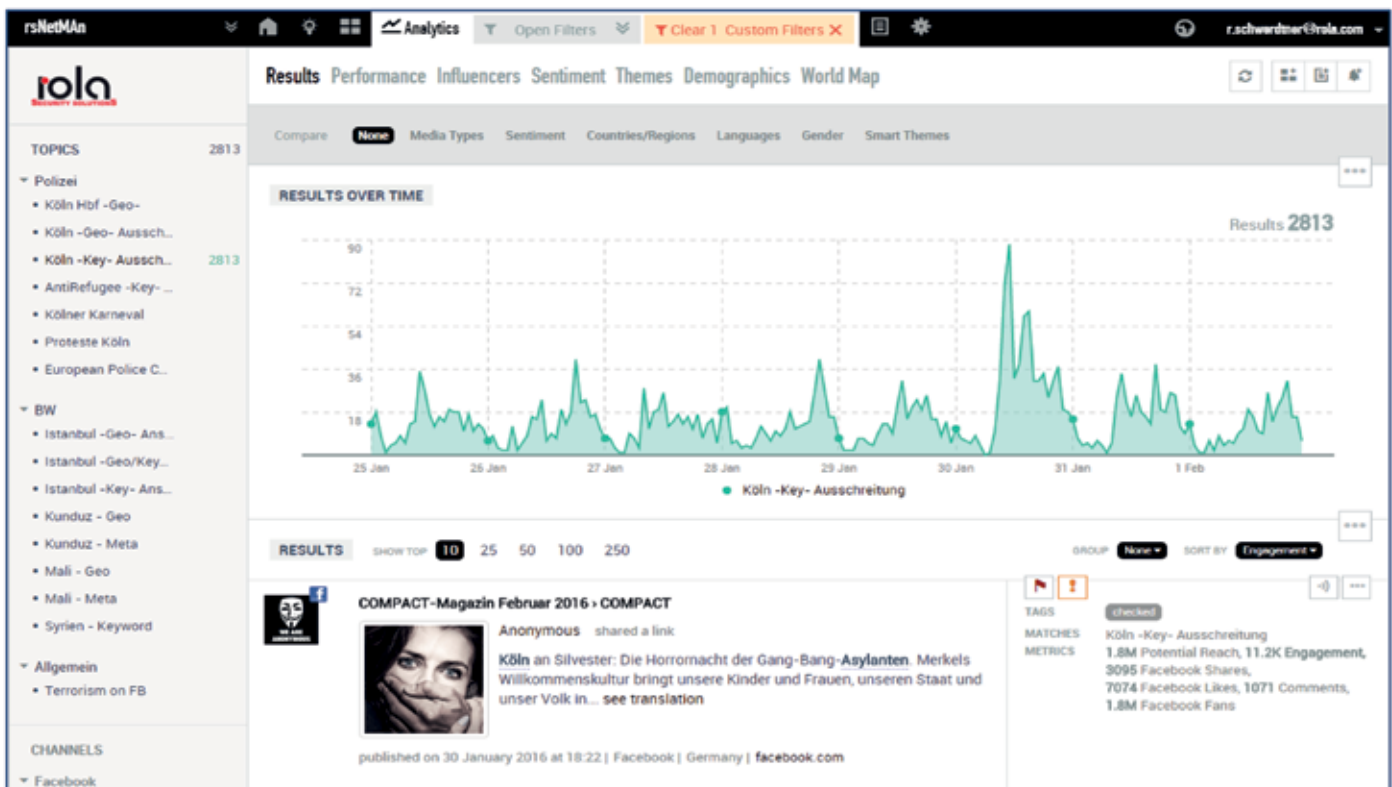 rsNetMAn
Analytics
Open Filters
Clear 1 Custom Filters
r.schwerdtner@rola.com
rola
SECURITY SOLUTIONS
TOPICS 2813
Polizei
Köln Hbf -Geo-
Köln -Geo- Aussch...
Köln -Key- Aussch... 2813
AntiRefugee -Key- ...
Kölner Karneval
Proteste Köln
European Police C...
BW
Istanbul -Geo- Ans...
Istanbul -Geo/Key...
Istanbul -Key- Ans...
Kunduz - Geo
Kunduz - Meta
Mali - Geo
Mali - Meta
Syrien - Keyword
Allgemein
Terrorism on FB
CHANNELS
Facebook
Results Performance Influencers Sentiment Themes Demographics World Map
Compare None Media Types Sentiment Countries/Regions Languages Gender Smart Themes
RESULTS OVER TIME
Results 2813
90
72
54
36
18
25 Jan 26 Jan 27 Jan 28 Jan 29 Jan 30 Jan 31 Jan 1 Feb
Köln -Key- Ausschreitung
RESULTS SHOW TOP 10 25 50 100 250 GROUP None SORT BY Engagement
WE ARE
ANONYMOUS
COMPACT-Magazin Februar 2016 › COMPACT
Anonymous shared a link
Köln an Silvester: Die Horrornacht der Gang-Bang-Asylanten. Merkels
Willkommenskultur bringt unsere Kinder und Frauen, unseren Staat und
unser Volk in... see translation
published on 30 January 2016 at 18:22 | Facebook | Germany | facebook.com
TAGS checked
MATCHES Köln -Key- Ausschreitung
METRICS 1.8M Potential Reach, 11.2K Engagement,
3095 Facebook Shares,
7074 Facebook Likes, 1071 Comments,
1.8M Facebook Fans